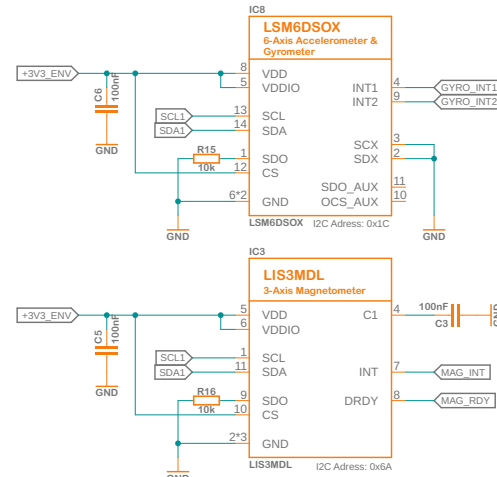 IC8
LSM6DSOX
6-Axis Accelerometer &
Gyrometer
+3V3_ENV
C6
100nF
GND
8 VDD
5 VDDIO
INT1 4 GYRO_INT1
INT2 9 GYRO_INT2
SCL1 13 SCL
SDA1 14 SDA
SCX 3
SDX 2
R15
10k
1 SDO
12 CS
SDO_AUX 11
OCS_AUX 10
6*2 GND
GND
GND
LSM6DSOX I2C Adress: 0x1C
IC3
LIS3MDL
3-Axis Magnetometer
+3V3_ENV
C5
100nF
GND
5 VDD
6 VDDIO
C1 4
100nF
C3
GND
SCL1 1 SCL
SDA1 11 SDA
INT 7 MAG_INT
R16
10k
9 SDO
10 CS
DRDY 8 MAG_RDY
2*3 GND
GND
LIS3MDL I2C Adress: 0x6A